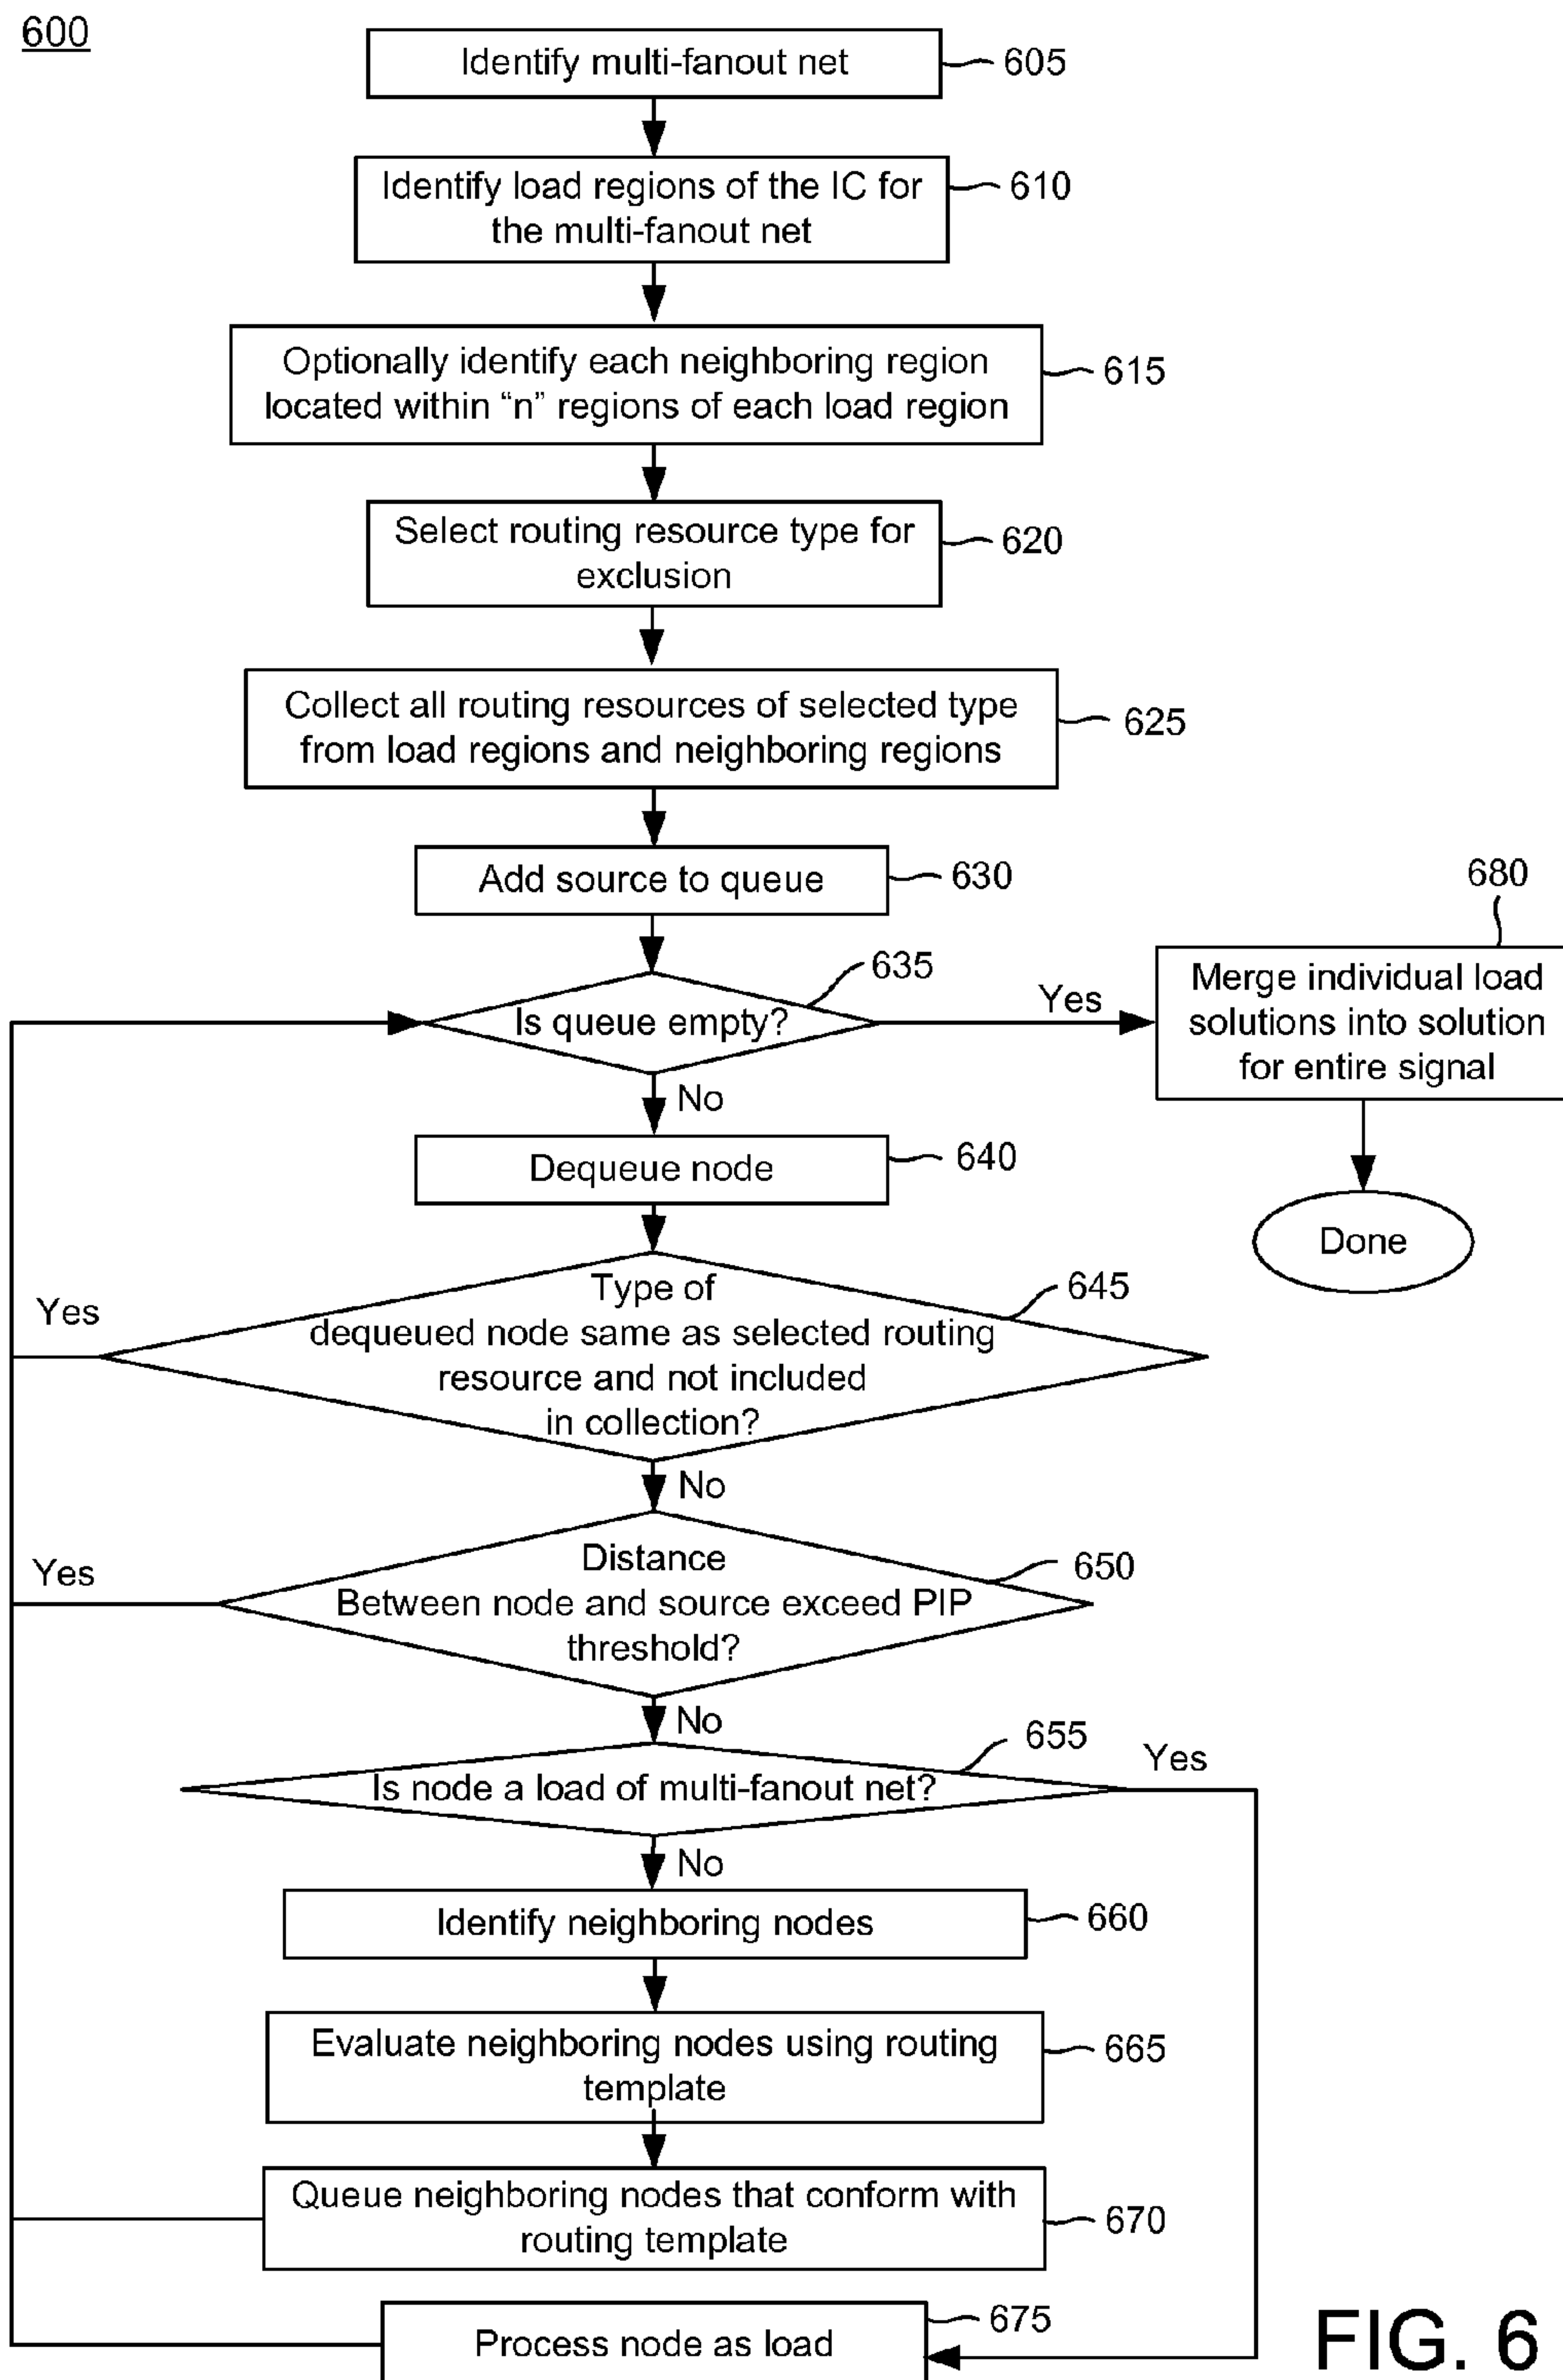 600
Identify multi-fanout net
605
Identify load regions of the IC for
the multi-fanout net
610
Optionally identify each neighboring region
located within “n” regions of each load region
615
Select routing resource type for
exclusion
620
Collect all routing resources of selected type
from load regions and neighboring regions
625
Add source to queue
630
680
Merge individual load
solutions into solution
for entire signal
635
Is queue empty?
Yes
No
Dequeue node
640
Done
Type of
dequeued node same as selected routing
resource and not included
in collection?
645
Yes
No
Distance
Between node and source exceed PIP
threshold?
650
Yes
No
Is node a load of multi-fanout net?
655
Yes
No
Identify neighboring nodes
660
Evaluate neighboring nodes using routing
template
665
Queue neighboring nodes that conform with
routing template
670
Process node as load
675
FIG. 6